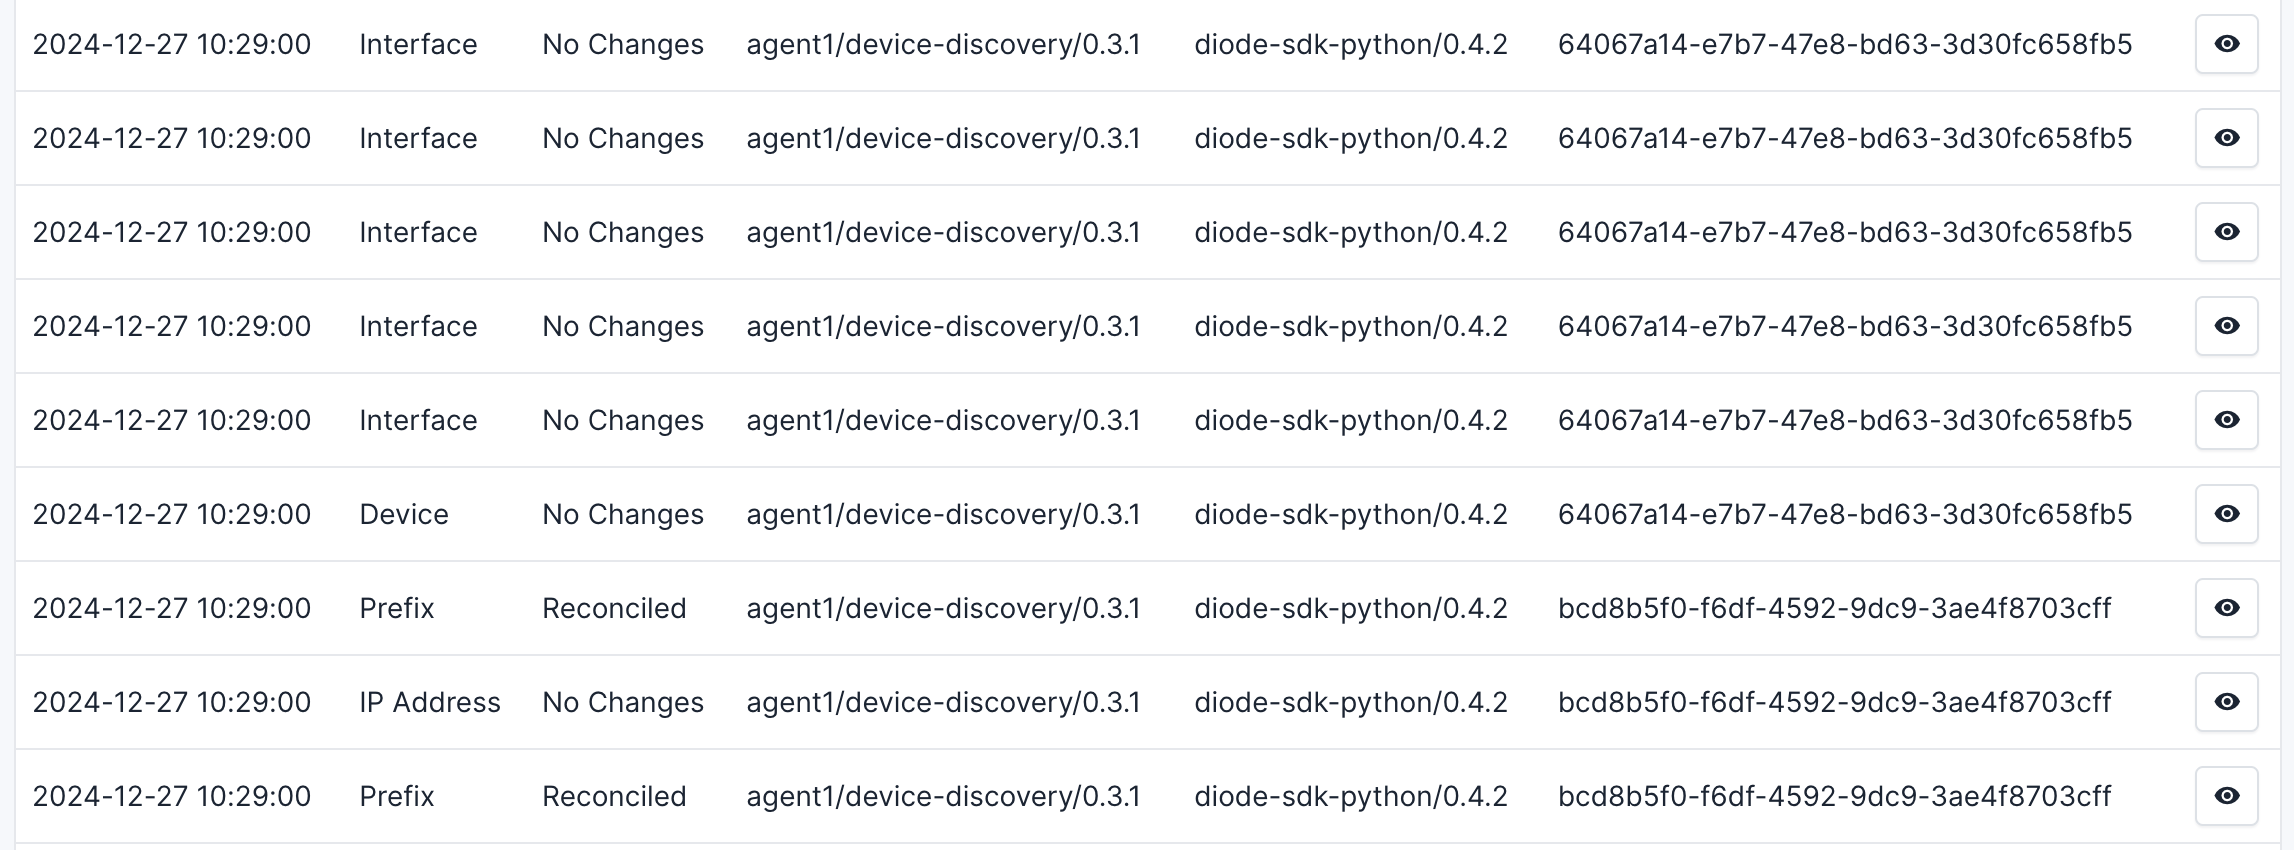 2024-12-27 10:29:00 Interface No Changes agent1/device-discovery/0.3.1 diode-sdk-python/0.4.2 64067a14-e7b7-47e8-bd63-3d30fc658fb5
2024-12-27 10:29:00 Interface No Changes agent1/device-discovery/0.3.1 diode-sdk-python/0.4.2 64067a14-e7b7-47e8-bd63-3d30fc658fb5
2024-12-27 10:29:00 Interface No Changes agent1/device-discovery/0.3.1 diode-sdk-python/0.4.2 64067a14-e7b7-47e8-bd63-3d30fc658fb5
2024-12-27 10:29:00 Interface No Changes agent1/device-discovery/0.3.1 diode-sdk-python/0.4.2 64067a14-e7b7-47e8-bd63-3d30fc658fb5
2024-12-27 10:29:00 Interface No Changes agent1/device-discovery/0.3.1 diode-sdk-python/0.4.2 64067a14-e7b7-47e8-bd63-3d30fc658fb5
2024-12-27 10:29:00 Device No Changes agent1/device-discovery/0.3.1 diode-sdk-python/0.4.2 64067a14-e7b7-47e8-bd63-3d30fc658fb5
2024-12-27 10:29:00 Prefix Reconciled agent1/device-discovery/0.3.1 diode-sdk-python/0.4.2 bcd8b5f0-f6df-4592-9dc9-3ae4f8703cff
2024-12-27 10:29:00 IP Address No Changes agent1/device-discovery/0.3.1 diode-sdk-python/0.4.2 bcd8b5f0-f6df-4592-9dc9-3ae4f8703cff
2024-12-27 10:29:00 Prefix Reconciled agent1/device-discovery/0.3.1 diode-sdk-python/0.4.2 bcd8b5f0-f6df-4592-9dc9-3ae4f8703cff